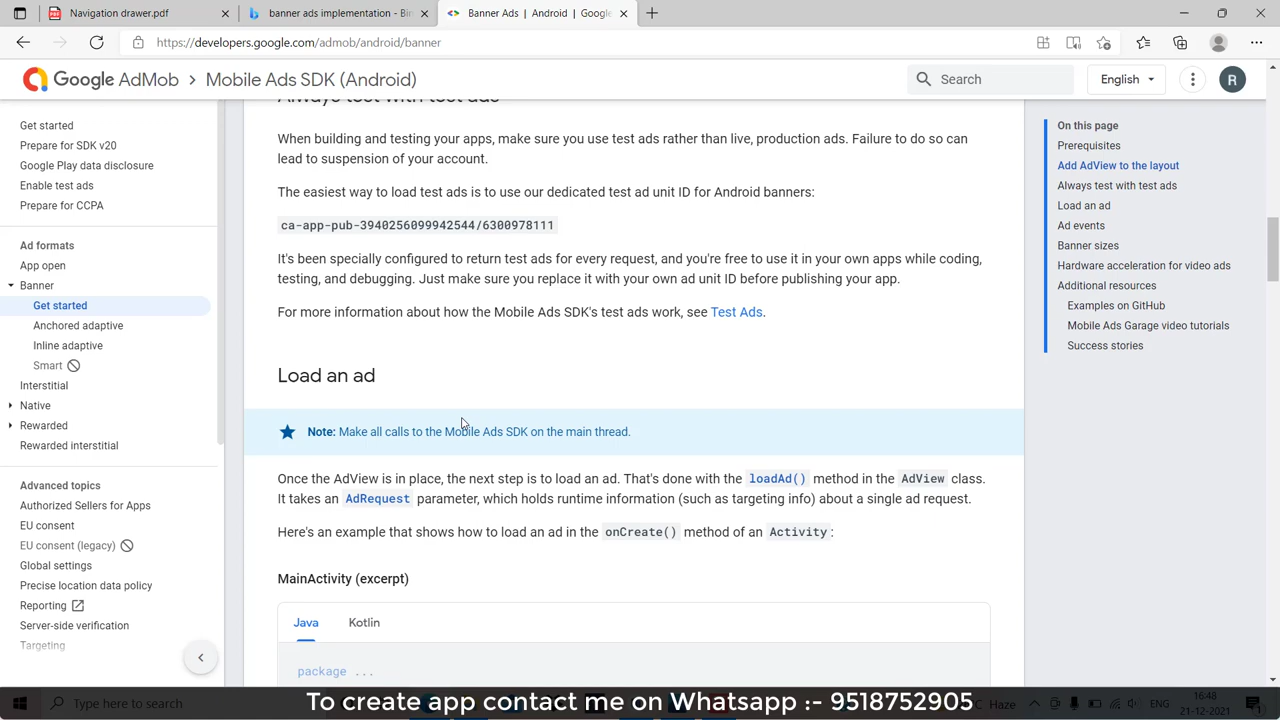 Navigation drawer.pdf
banner ads implementation - Bin
Banner Ads | Android | Google
https://developers.google.com/admob/android/banner
Google AdMob
Mobile Ads SDK (Android)
Search
English
R
Get started
Prepare for SDK v20
Google Play data disclosure
Enable test ads
Prepare for CCPA
Ad formats
App open
Banner
Get started
Anchored adaptive
Inline adaptive
Smart
Interstitial
Native
Rewarded
Rewarded interstitial
Advanced topics
Authorized Sellers for Apps
EU consent
EU consent (legacy)
Global settings
Precise location data policy
Reporting
Server-side verification
Targeting
Always test with test ads
When building and testing your apps, make sure you use test ads rather than live, production ads. Failure to do so can
lead to suspension of your account.
The easiest way to load test ads is to use our dedicated test ad unit ID for Android banners:
ca-app-pub-3940256099942544/6300978111
It's been specially configured to return test ads for every request, and you're free to use it in your own apps while coding,
testing, and debugging. Just make sure you replace it with your own ad unit ID before publishing your app.
For more information about how the Mobile Ads SDK's test ads work, see Test Ads.
Load an ad
Note: Make all calls to the Mobile Ads SDK on the main thread.
Once the AdView is in place, the next step is to load an ad. That's done with the loadAd() method in the AdView class.
It takes an AdRequest parameter, which holds runtime information (such as targeting info) about a single ad request.
Here's an example that shows how to load an ad in the onCreate() method of an Activity:
MainActivity (excerpt)
Java
Kotlin
package ...
On this page
Prerequisites
Add AdView to the layout
Always test with test ads
Load an ad
Ad events
Banner sizes
Hardware acceleration for video ads
Additional resources
Examples on GitHub
Mobile Ads Garage video tutorials
Success stories
Type here to search
To create app contact me on Whatsapp :- 9518752905
Haze
16:48
21-12-2021